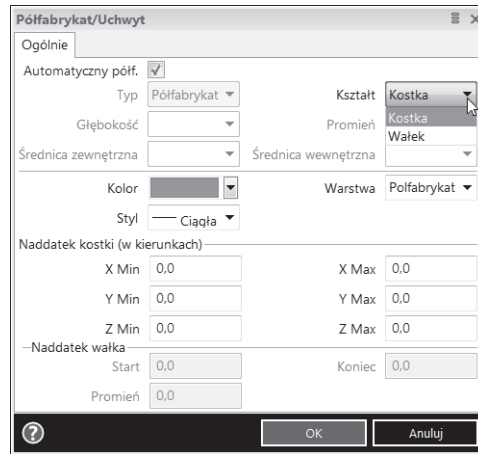 Półfabrykat/Uchwyt
Ogólnie
Automatyczny półf.
Typ Półfabrykat Kształt Kostka
Kostka
Wałek
Głębokość Promień
Średnica zewnętrzna Średnica wewnętrzna
Kolor Warstwa Polfabrykat
Styl Ciągła
Naddatek kostki (w kierunkach)
X Min 0,0 X Max 0,0
Y Min 0,0 Y Max 0,0
Z Min 0,0 Z Max 0,0
Naddatek wałka
Start 0,0 Koniec 0,0
Promień 0,0
? OK Anuluj